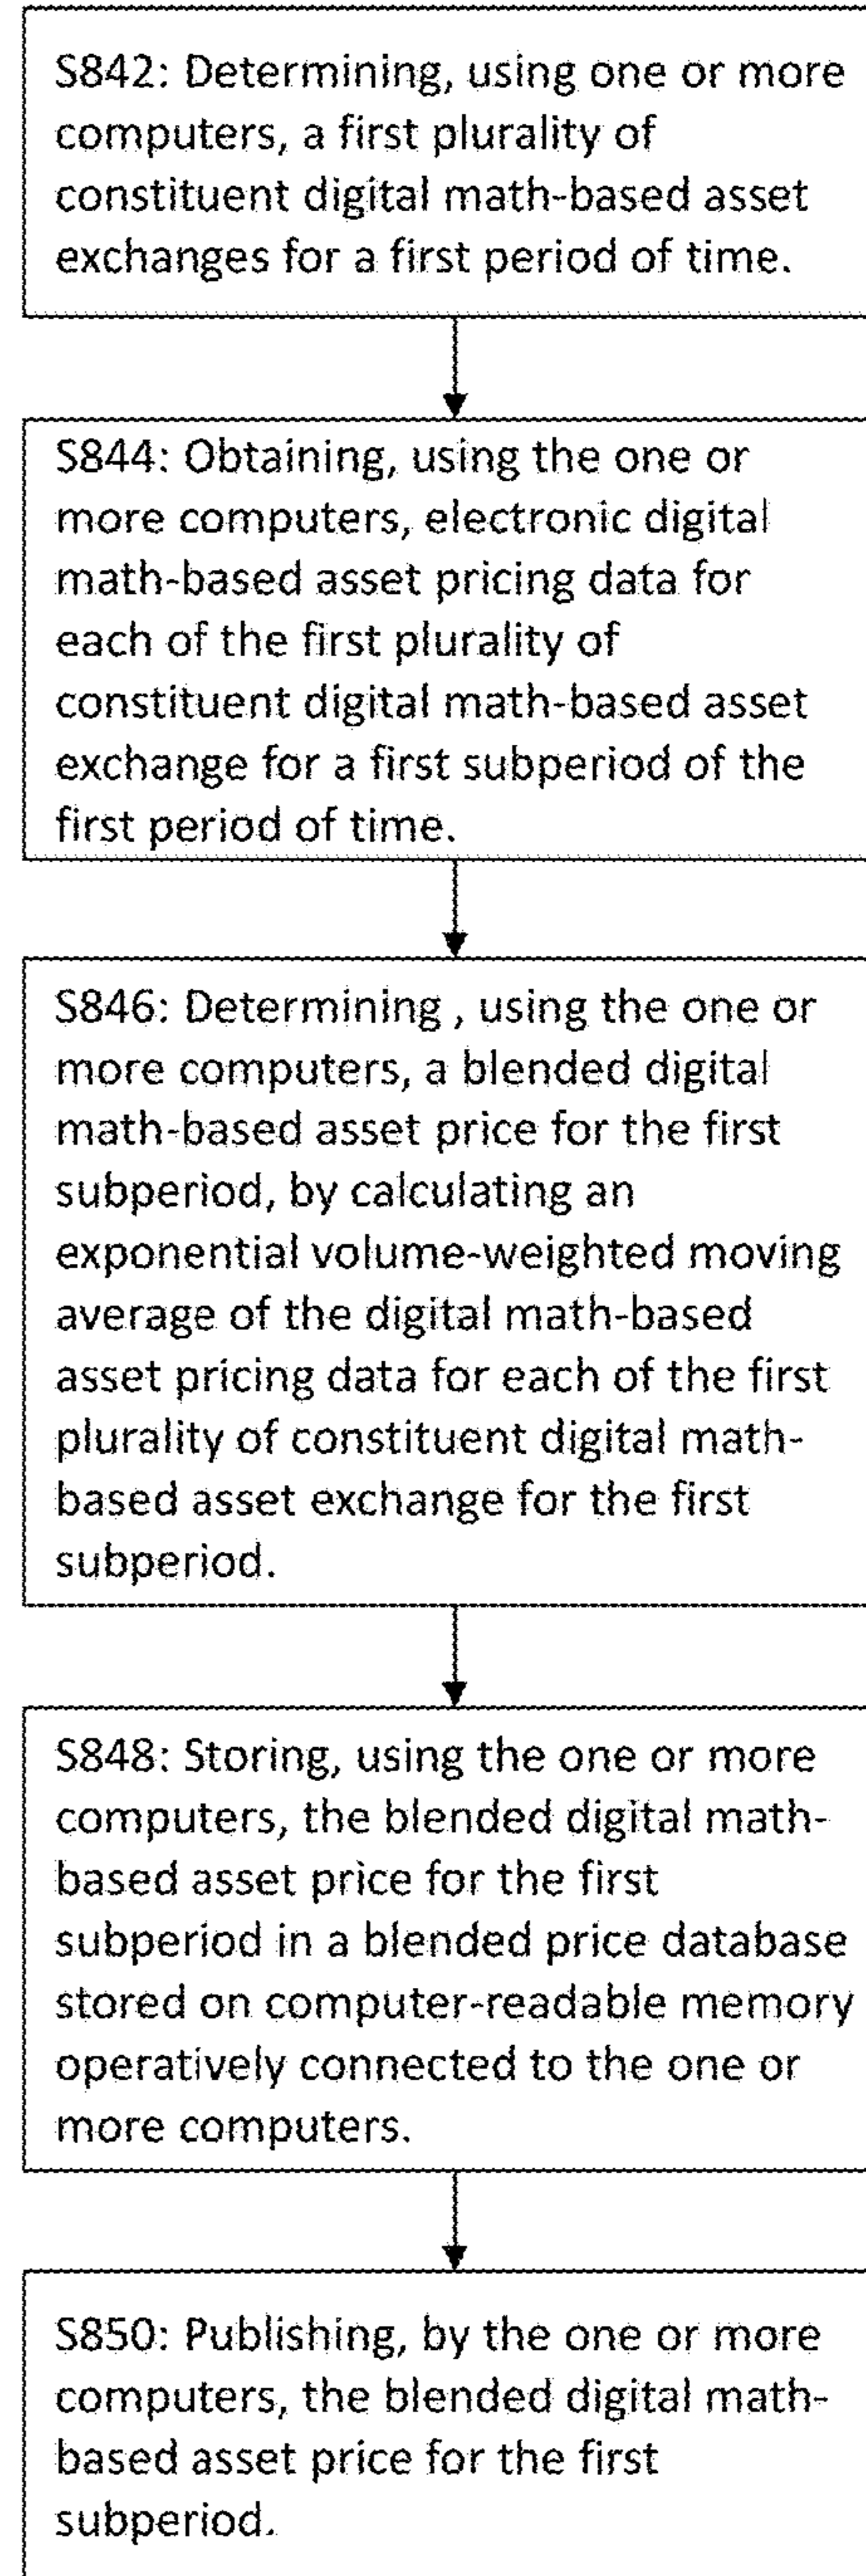 S842: Determining, using one or more
computers, a first plurality of
constituent digital math-based asset
exchanges for a first period of time.
S844: Obtaining, using the one or
more computers, electronic digital
math-based asset pricing data for
each of the first plurality of
constituent digital math-based asset
exchange for a first subperiod of the
first period of time.
S846: Determining , using the one or
more computers, a blended digital
math-based asset price for the first
subperiod, by calculating an
exponential volume-weighted moving
average of the digital math-based
asset pricing data for each of the first
plurality of constituent digital math-
based asset exchange for the first
subperiod.
S848: Storing, using the one or more
computers, the blended digital math-
based asset price for the first
subperiod in a blended price database
stored on computer-readable memory
operatively connected to the one or
more computers.
S850: Publishing, by the one or more
computers, the blended digital math-
based asset price for the first
subperiod.